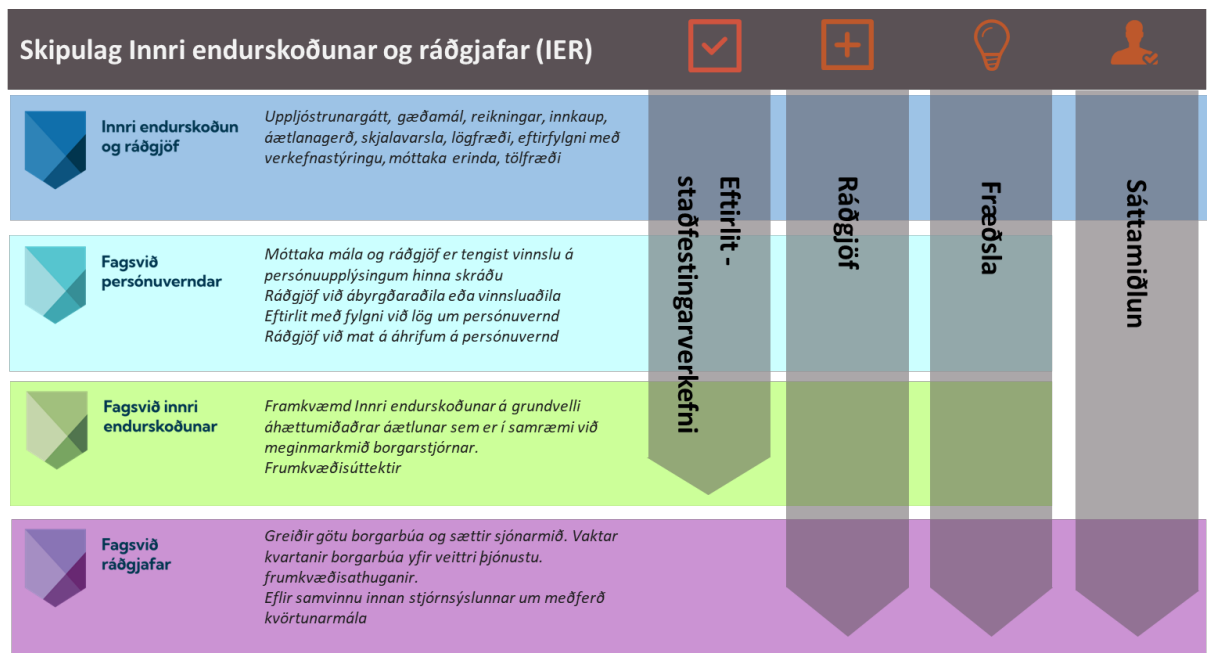 Skipulag Innri endurskoðunar og ráðgjafar (IER)
Innri endurskoðun
og ráðgjöf
Uppljóstrunargátt, gæðamál, reikningar, innkaup,
áætlanagerð, skjalavarsla, lögfræði, eftirfylgni með
verkefnastýringu, móttaka erinda, tölfræði
Fagsvið
persónuverndar
Móttaka mála og ráðgjöf er tengist vinnslu á
persónuupplýsingum hinna skráðu
Ráðgjöf við ábyrgðaraðila eða vinnsluaðila
Eftirlit með fylgni við lög um persónuvernd
Ráðgjöf við mat á áhrifum á persónuvernd
Fagsvið innri
endurskoðunar
Framkvæmd Innri endurskoðunar á grundvelli
áhættumiðaðrar áætlunar sem er í samræmi við
meginmarkmið borgarstjórnar.
Frumkvæðisúttektir
Fagsvið
ráðgjafar
Greiðir götu borgarbúa og sættir sjónarmið. Vaktar
kvartanir borgarbúa yfir veittri þjónustu.
frumkvæðisathuganir.
Eflir samvinnu innan stjórnsýslunnar um meðferð
kvörtunarmála
Eftirlit -
staðfestingarverkefni
Ráðgjöf
Fræðsla
Sáttamiðlun